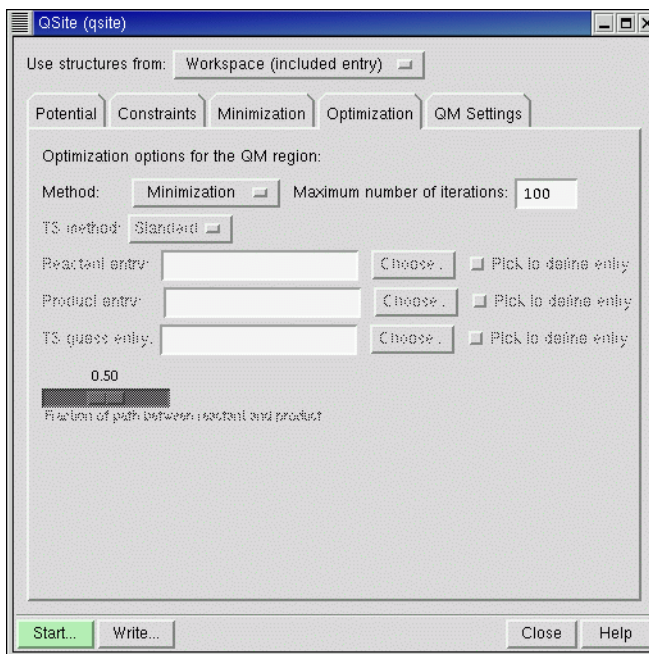 QSite (qsite)
Use structures from: Workspace (included entry)
Potential Constraints Minimization Optimization QM Settings
Optimization options for the QM region:
Method: Minimization Maximum number of iterations: 100
TS method: Standard
Reactant entry: Choose... Pick to define entry
Product entry: Choose... Pick to define entry
TS guess entry: Choose... Pick to define entry
0.50
Fraction of path between reactant and product
Start... Write... Close Help